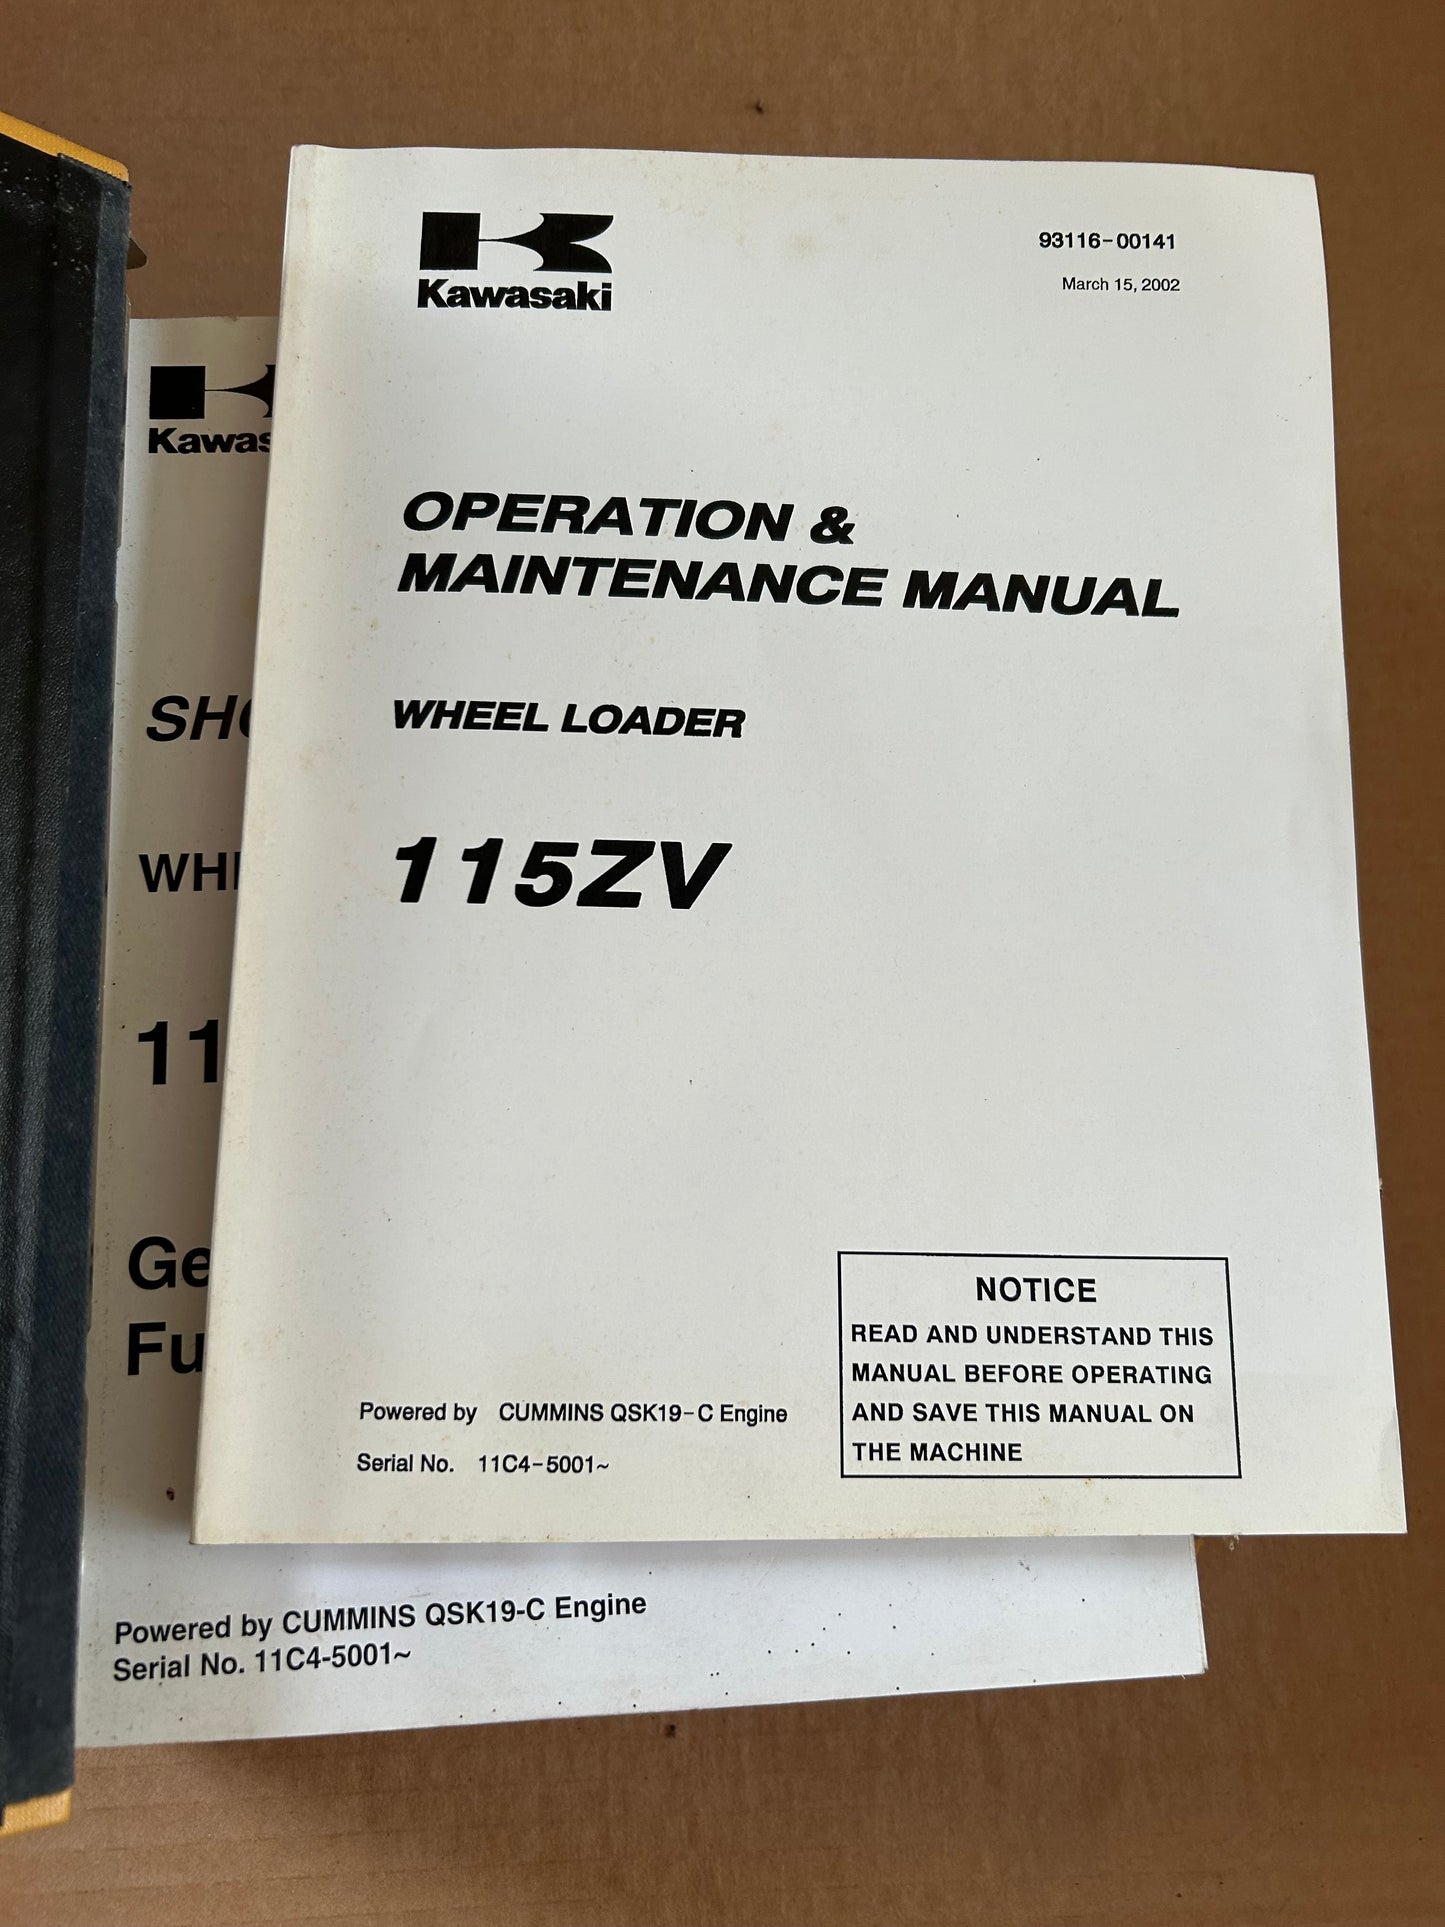 Kawasaki
93116-00141
March 15, 2002
OPERATION &
MAINTENANCE MANUAL
WHEEL LOADER
115ZV
NOTICE
READ AND UNDERSTAND THIS
MANUAL BEFORE OPERATING
AND SAVE THIS MANUAL ON
THE MACHINE
Powered by CUMMINS QSK19-C Engine
Serial No. 11C4-5001~
Powered by CUMMINS QSK19-C Engine
Serial No. 11C4-5001~